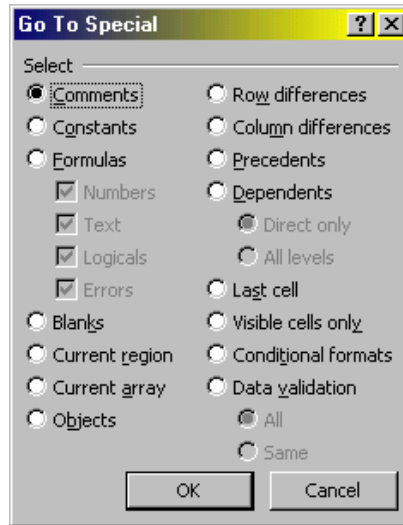 Go To Special
Select
Comments
Constants
Formulas
Numbers
Text
Logicals
Errors
Blanks
Current region
Current array
Objects
Row differences
Column differences
Precedents
Dependents
Direct only
All levels
Last cell
Visible cells only
Conditional formats
Data validation
All
Same
OK
Cancel